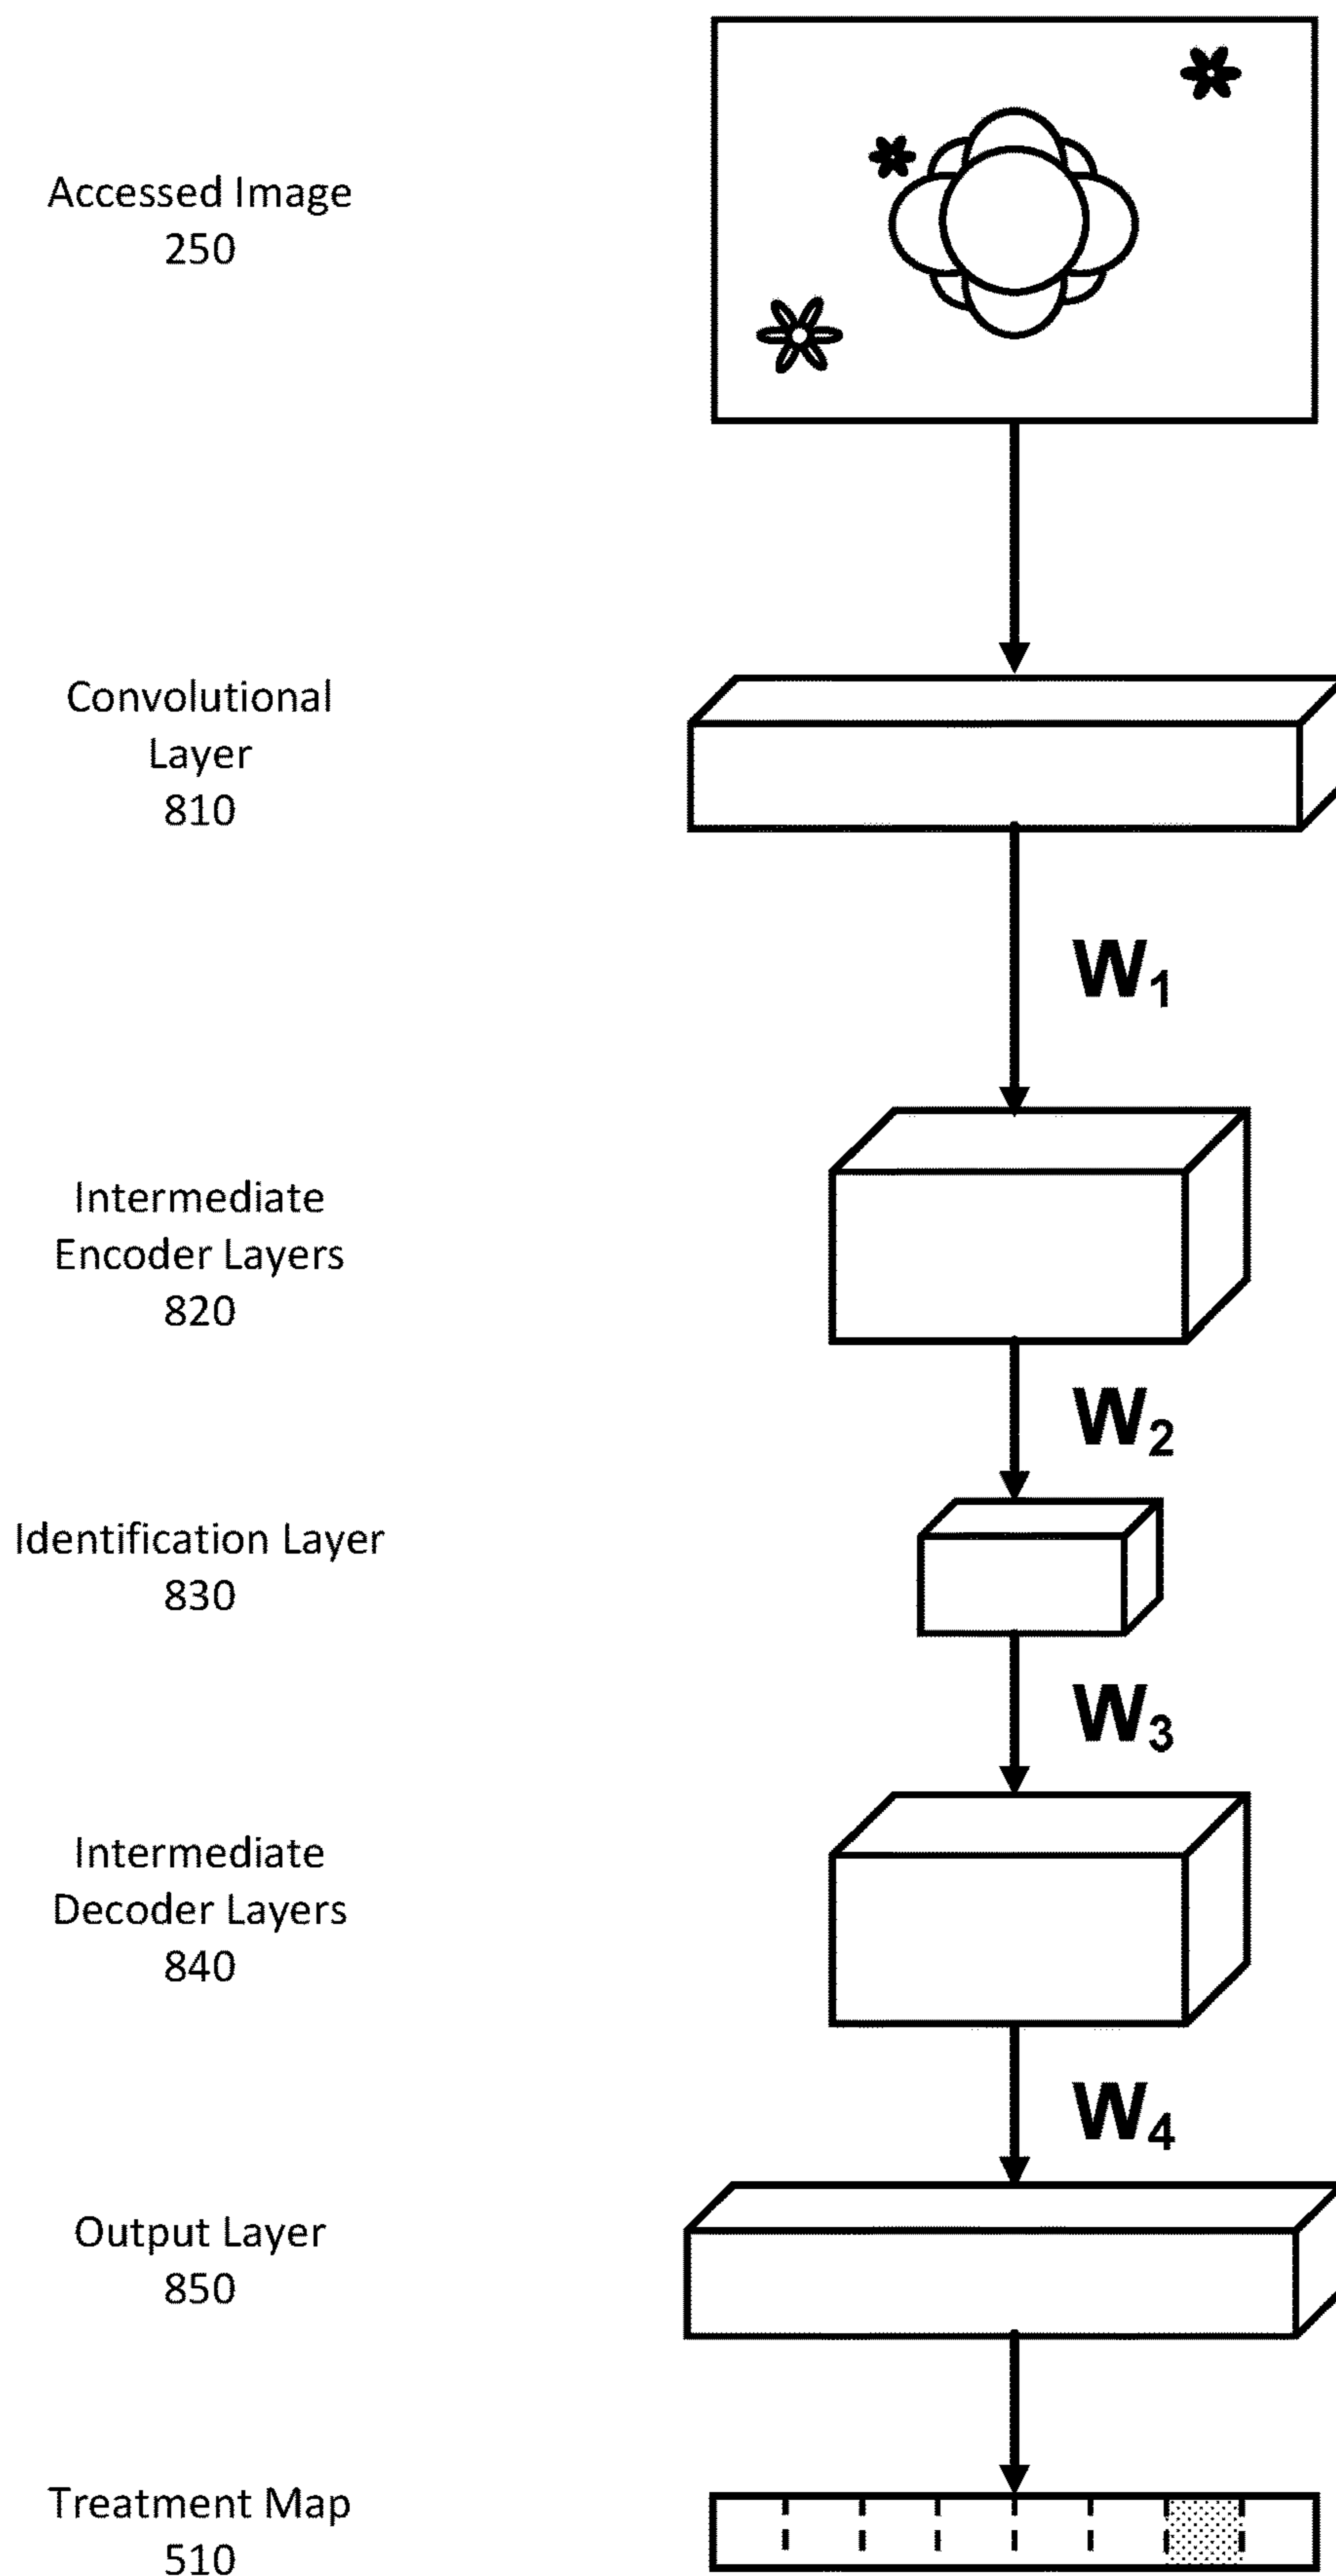 Accessed Image
250
Convolutional
Layer
810
W₁
Intermediate
Encoder Layers
820
W₂
Identification Layer
830
W₃
Intermediate
Decoder Layers
840
W₄
Output Layer
850
Treatment Map
510